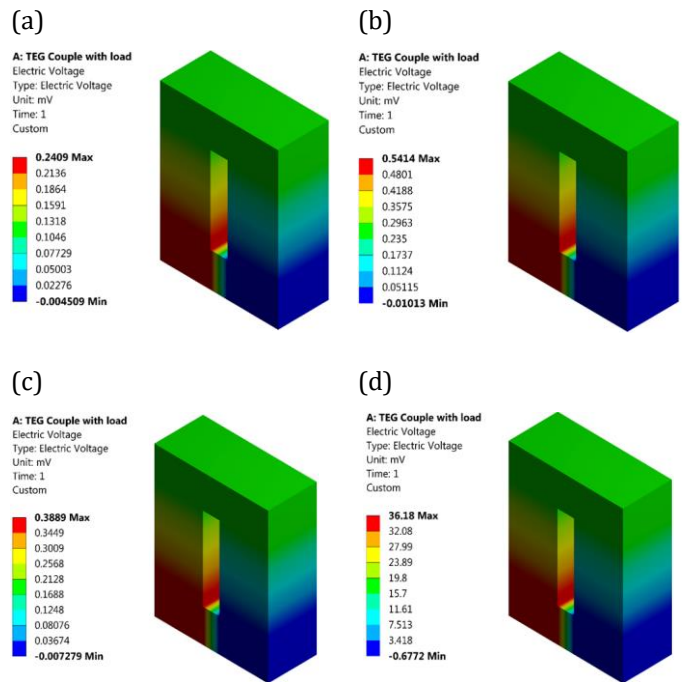 (a)
A: TEG Couple with load
Electric Voltage
Type: Electric Voltage
Unit: mV
Time: 1
Custom
0.2409 Max
0.2136
0.1864
0.1591
0.1318
0.1046
0.07729
0.05003
0.02276
-0.004509 Min
(b)
A: TEG Couple with load
Electric Voltage
Type: Electric Voltage
Unit: mV
Time: 1
Custom
0.5414 Max
0.4801
0.4188
0.3575
0.2963
0.235
0.1737
0.1124
0.05115
-0.01013 Min
(c)
A: TEG Couple with load
Electric Voltage
Type: Electric Voltage
Unit: mV
Time: 1
Custom
0.3889 Max
0.3449
0.3009
0.2568
0.2128
0.1688
0.1248
0.08076
0.03674
-0.007279 Min
(d)
A: TEG Couple with load
Electric Voltage
Type: Electric Voltage
Unit: mV
Time: 1
Custom
36.18 Max
32.08
27.99
23.89
19.8
15.7
11.61
7.513
3.418
-0.6772 Min